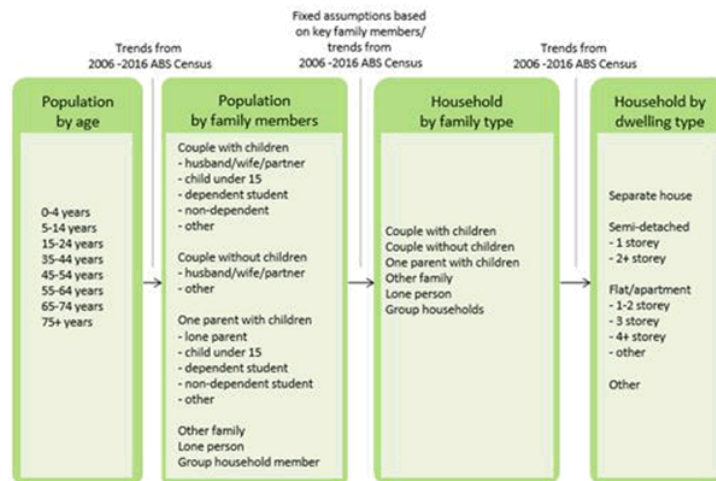 Trends from
2006 -2016 ABS Census
Fixed assumptions based
on key family members/
trends from
2006 -2016 ABS Census
Trends from
2006 -2016 ABS Census
Population
by age
0-4 years
5-14 years
15-24 years
35-44 years
45-54 years
55-64 years
65-74 years
75+ years
Population
by family members
Couple with children
- husband/wife/partner
- child under 15
- dependent student
- non-dependent
- other
Couple without children
- husband/wife/partner
- other
One parent with children
- lone parent
- child under 15
- dependent student
- non-dependent student
- other
Other family
Lone person
Group household member
Household
by family type
Couple with children
Couple without children
One parent with children
Other family
Lone person
Group households
Household by
dwelling type
Separate house
Semi-detached
- 1 storey
- 2+ storey
Flat/apartment
- 1-2 storey
- 3 storey
- 4+ storey
- other
Other